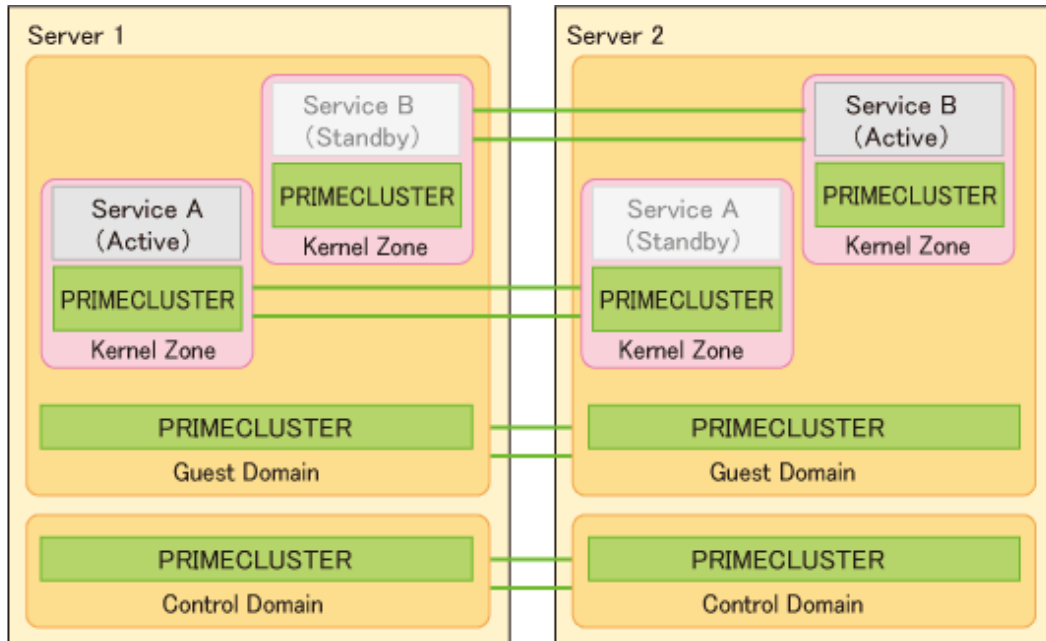 Server 1
Service B
(Standby)
PRIMECLUSTER
Kernel Zone
Service A
(Active)
PRIMECLUSTER
Kernel Zone
PRIMECLUSTER
Guest Domain
PRIMECLUSTER
Control Domain
Server 2
Service B
(Active)
PRIMECLUSTER
Kernel Zone
Service A
(Standby)
PRIMECLUSTER
Kernel Zone
PRIMECLUSTER
Guest Domain
PRIMECLUSTER
Control Domain